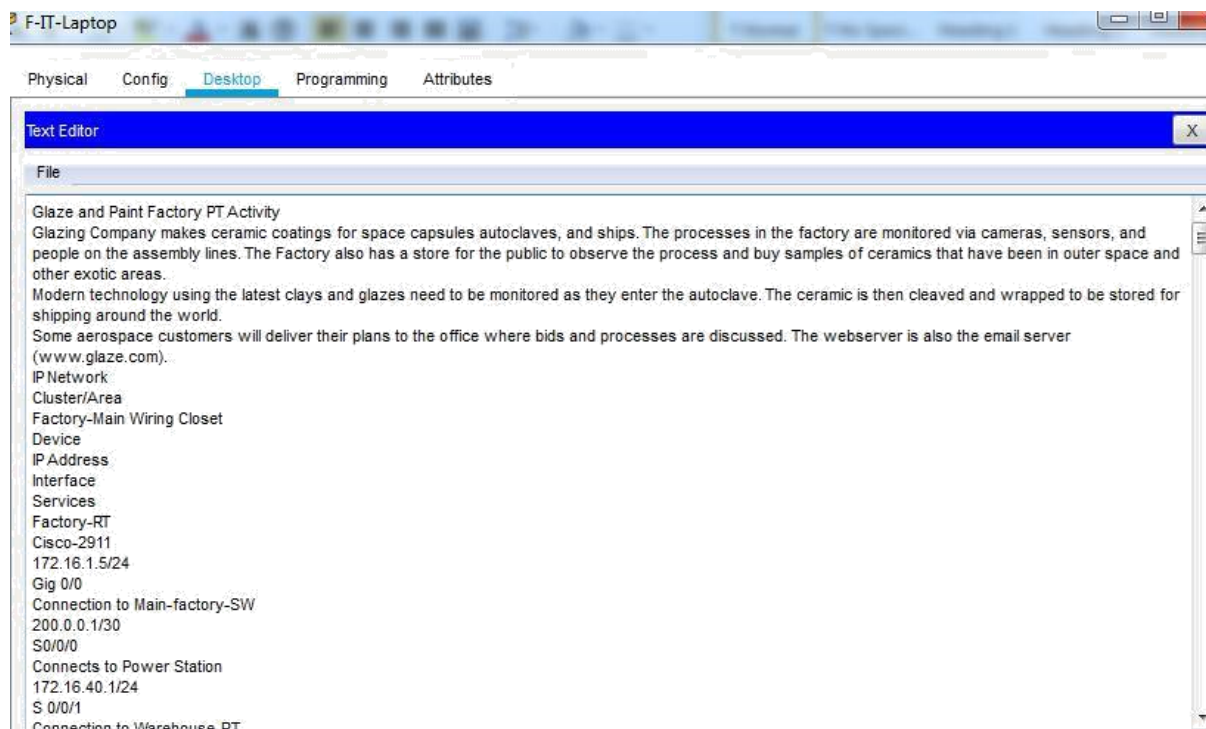 F-IT-Laptop
Physical Config Desktop Programming Attributes
Text Editor X
File
Glaze and Paint Factory PT Activity
Glazing Company makes ceramic coatings for space capsules autoclaves, and ships. The processes in the factory are monitored via cameras, sensors, and
people on the assembly lines. The Factory also has a store for the public to observe the process and buy samples of ceramics that have been in outer space and
other exotic areas.
Modern technology using the latest clays and glazes need to be monitored as they enter the autoclave. The ceramic is then cleaved and wrapped to be stored for
shipping around the world.
Some aerospace customers will deliver their plans to the office where bids and processes are discussed. The webserver is also the email server
(www.glaze.com).
IP Network
Cluster/Area
Factory-Main Wiring Closet
Device
IP Address
Interface
Services
Factory-RT
Cisco-2911
172.16.1.5/24
Gig 0/0
Connection to Main-factory-SW
200.0.0.1/30
S0/0/0
Connects to Power Station
172.16.40.1/24
S 0/0/1
Connection to Warehouse-RT